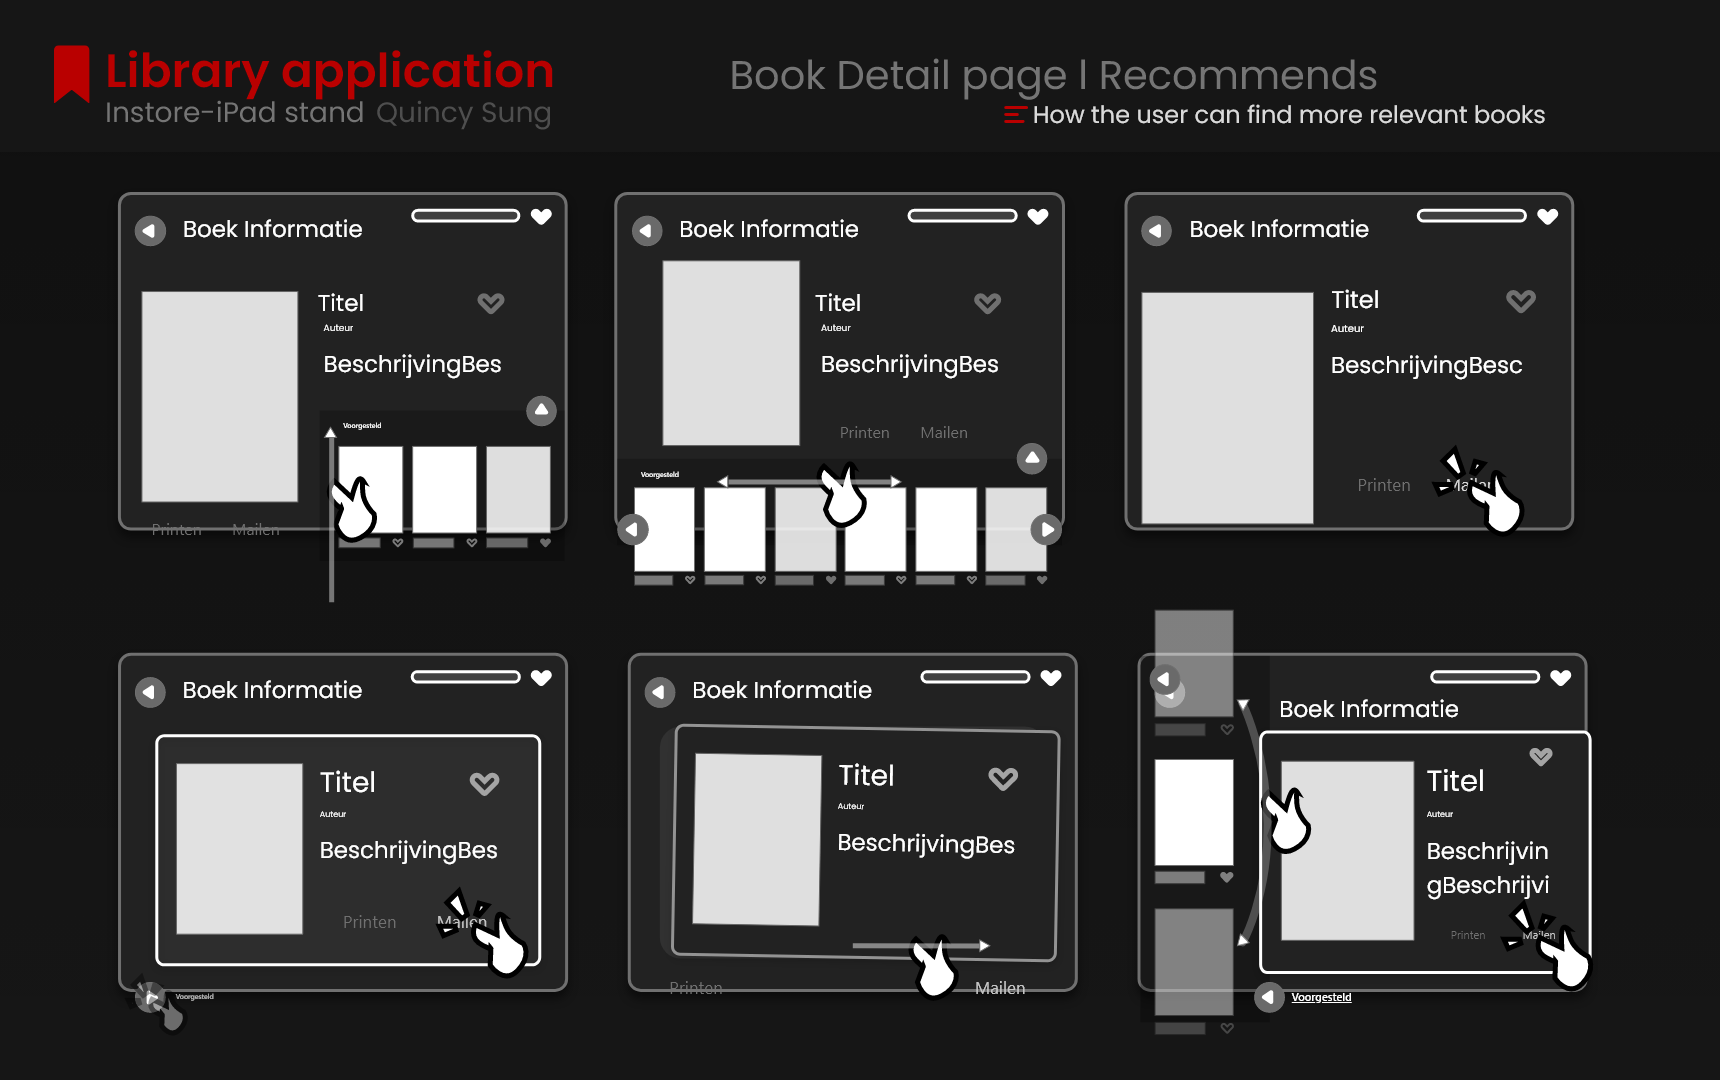 Library application
Instore-iPad stand Quincy Sung
Book Detail page l Recommends
How the user can find more relevant books
Boek Informatie
Titel
Auteur
BeschrijvingBes
Voorgesteld
Printen Mailen
Boek Informatie
Titel
Auteur
BeschrijvingBes
Printen Mailen
Voorgesteld
Boek Informatie
Titel
Auteur
BeschrijvingBesc
Printen Mailen
Boek Informatie
Titel
Auteur
BeschrijvingBes
Printen Mailen
Voorgesteld
Boek Informatie
Titel
Auteur
BeschrijvingBes
Printen Mailen
Boek Informatie
Titel
Auteur
Beschrijvin
gBeschrijvi
Printen Mailen
Voorgesteld